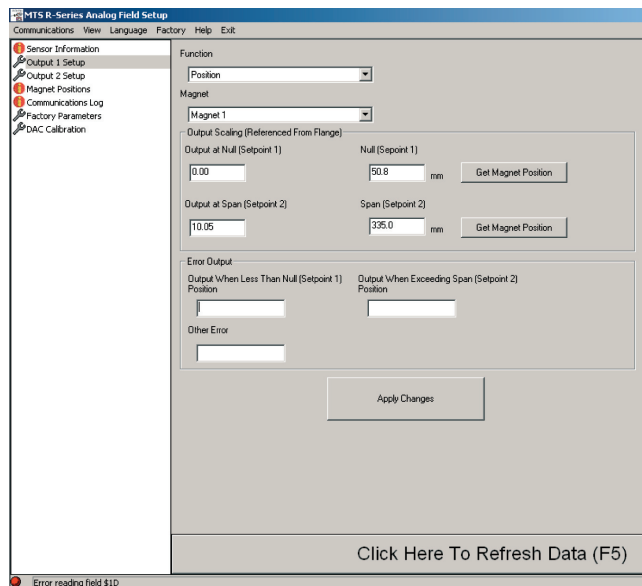 MTS R-Series Analog Field Setup
Communications View Language Factory Help Exit
Sensor Information
Output 1 Setup
Output 2 Setup
Magnet Positions
Communications Log
Factory Parameters
DAC Calibration
Function
Position
Magnet
Magnet 1
Output Scaling (Referenced From Flange)
Output at Null (Setpoint 1) Null (Sepoint 1)
0.00 50.8 mm Get Magnet Position
Output at Span (Setpoint 2) Span (Setpoint 2)
10.05 335.0 mm Get Magnet Position
Error Output
Output When Less Than Null (Setpoint 1) Position
Output When Exceeding Span (Setpoint 2) Position
Other Error
Apply Changes
Click Here To Refresh Data (F5)
Error reading field $1D